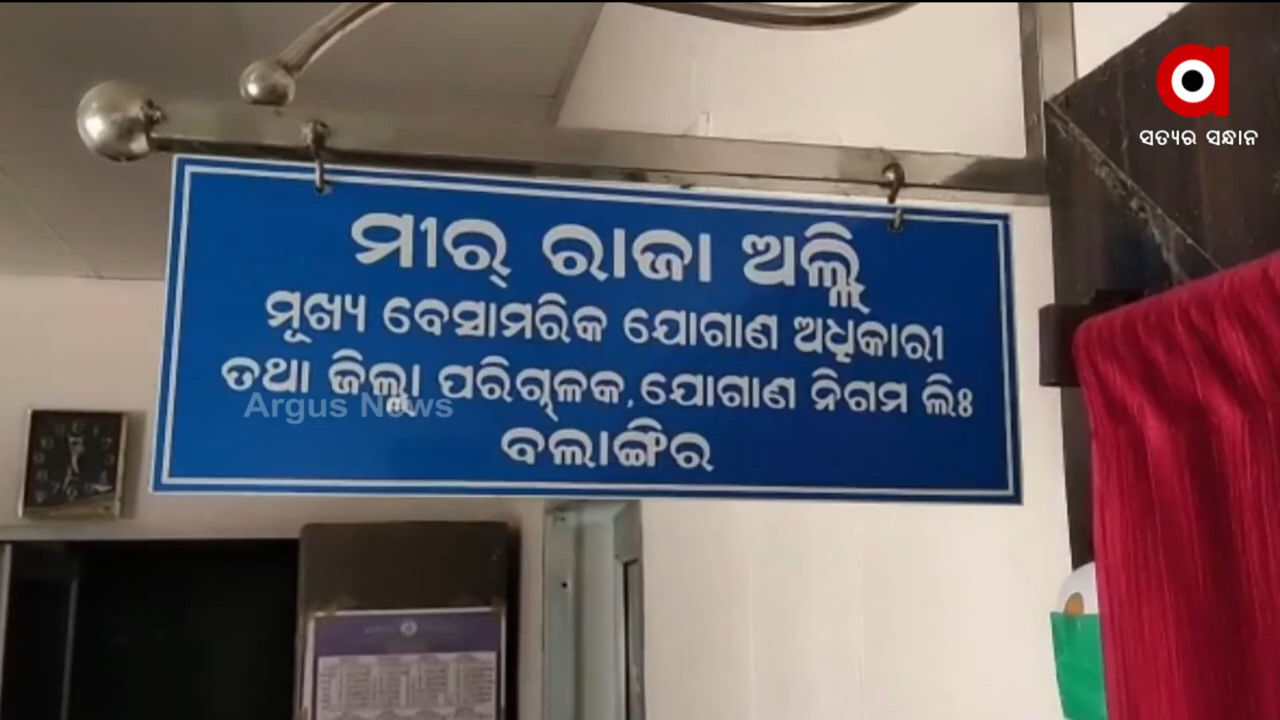 ସତ୍ୟର ସନ୍ଧାନ
ମୀର୍ ରାଜା ଅଲ୍ଲି
ମୂଖ୍ୟ ବେସାମରିକ ଯୋଗାଣ ଅଧିକାରୀ
ତଥା ଜିଲ୍ଲା ପରିଚ୍ଳକ, ଯୋଗାଣ ନିଗମ ଲିଃ
Argus News
ବଲାଙ୍ଗିର